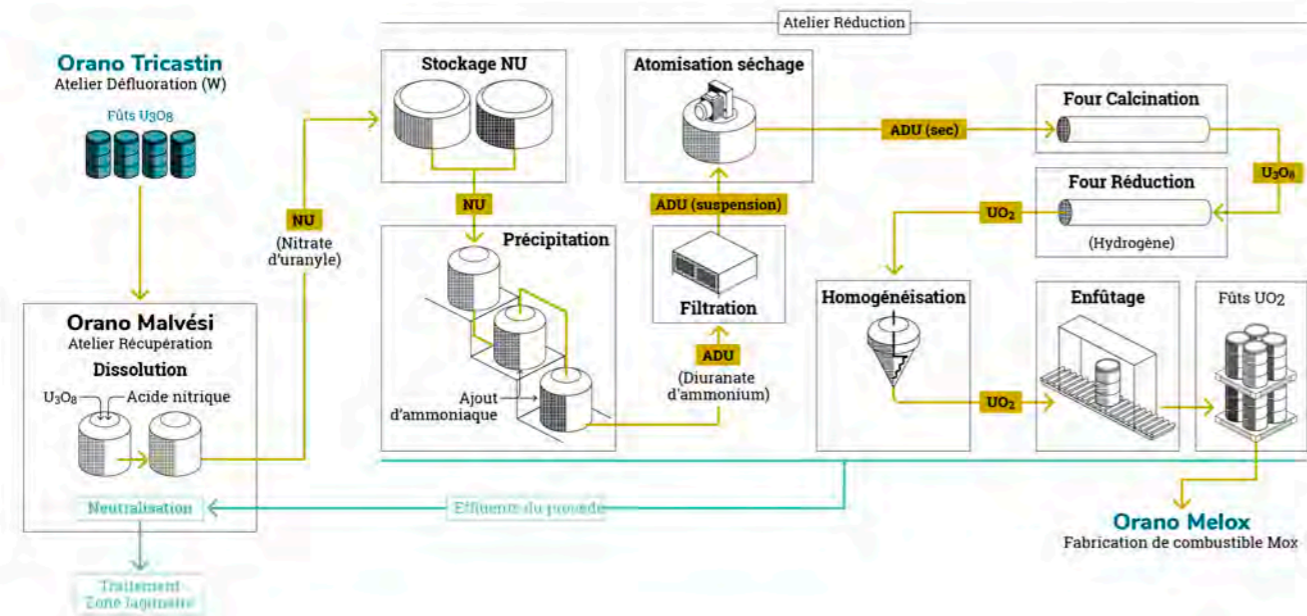 Atelier Réduction
Orano Tricastin
Atelier Défluoration (W)
Fûts U₃O₈
Stockage NU
Atomisation séchage
Four Calcination
ADU (sec)
U₃O₈
Four Réduction
(Hydrogène)
UO₂
NU
(Nitrate
d'uranyle)
NU
ADU (suspension)
Précipitation
Filtration
Ajout
d'ammoniaque
ADU
(Diuranate
d'ammonium)
Homogénéisation
UO₂
Enfûtage
Fûts UO2
Orano Malvési
Atelier Récupération
Dissolution
U₃O₈
Acide nitrique
Neutralisation
Effluents du procédé
Traitement
Zone lagunaire
Orano Melox
Fabrication de combustible Mox